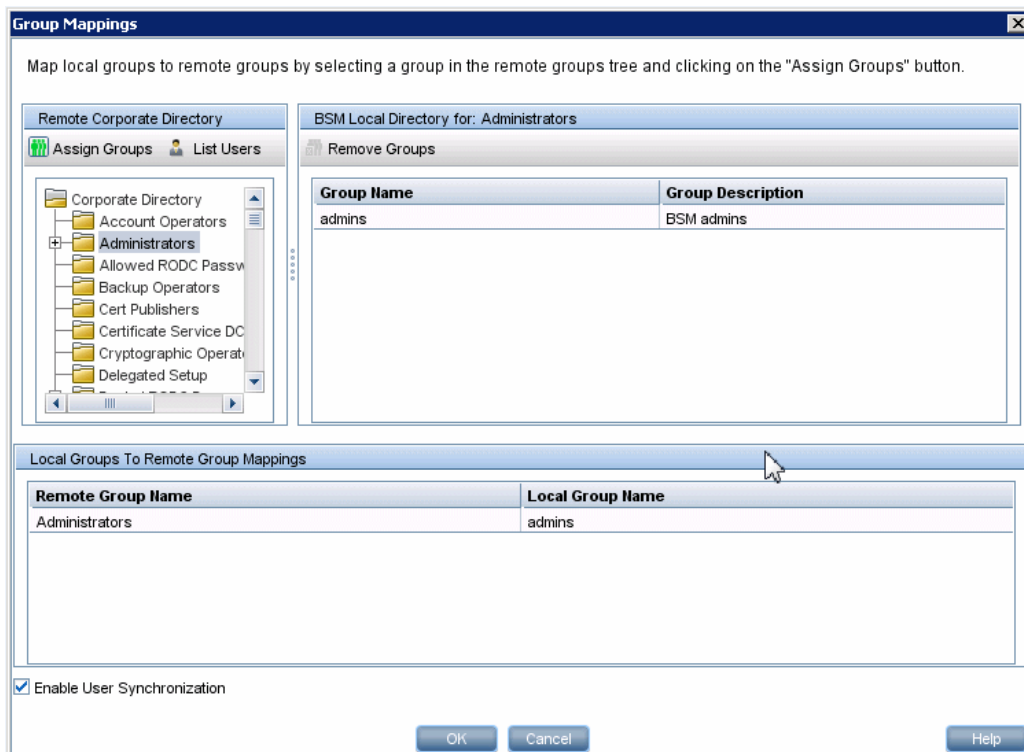 Group Mappings
Map local groups to remote groups by selecting a group in the remote groups tree and clicking on the "Assign Groups" button.
Remote Corporate Directory
Assign Groups List Users
Corporate Directory
Account Operators
Administrators
Allowed RODC Passw
Backup Operators
Cert Publishers
Certificate Service DC
Cryptographic Operat
Delegated Setup
BSM Local Directory for: Administrators
Remove Groups
Group Name Group Description
admins BSM admins
Local Groups To Remote Group Mappings
Remote Group Name Local Group Name
Administrators admins
Enable User Synchronization
OK Cancel Help